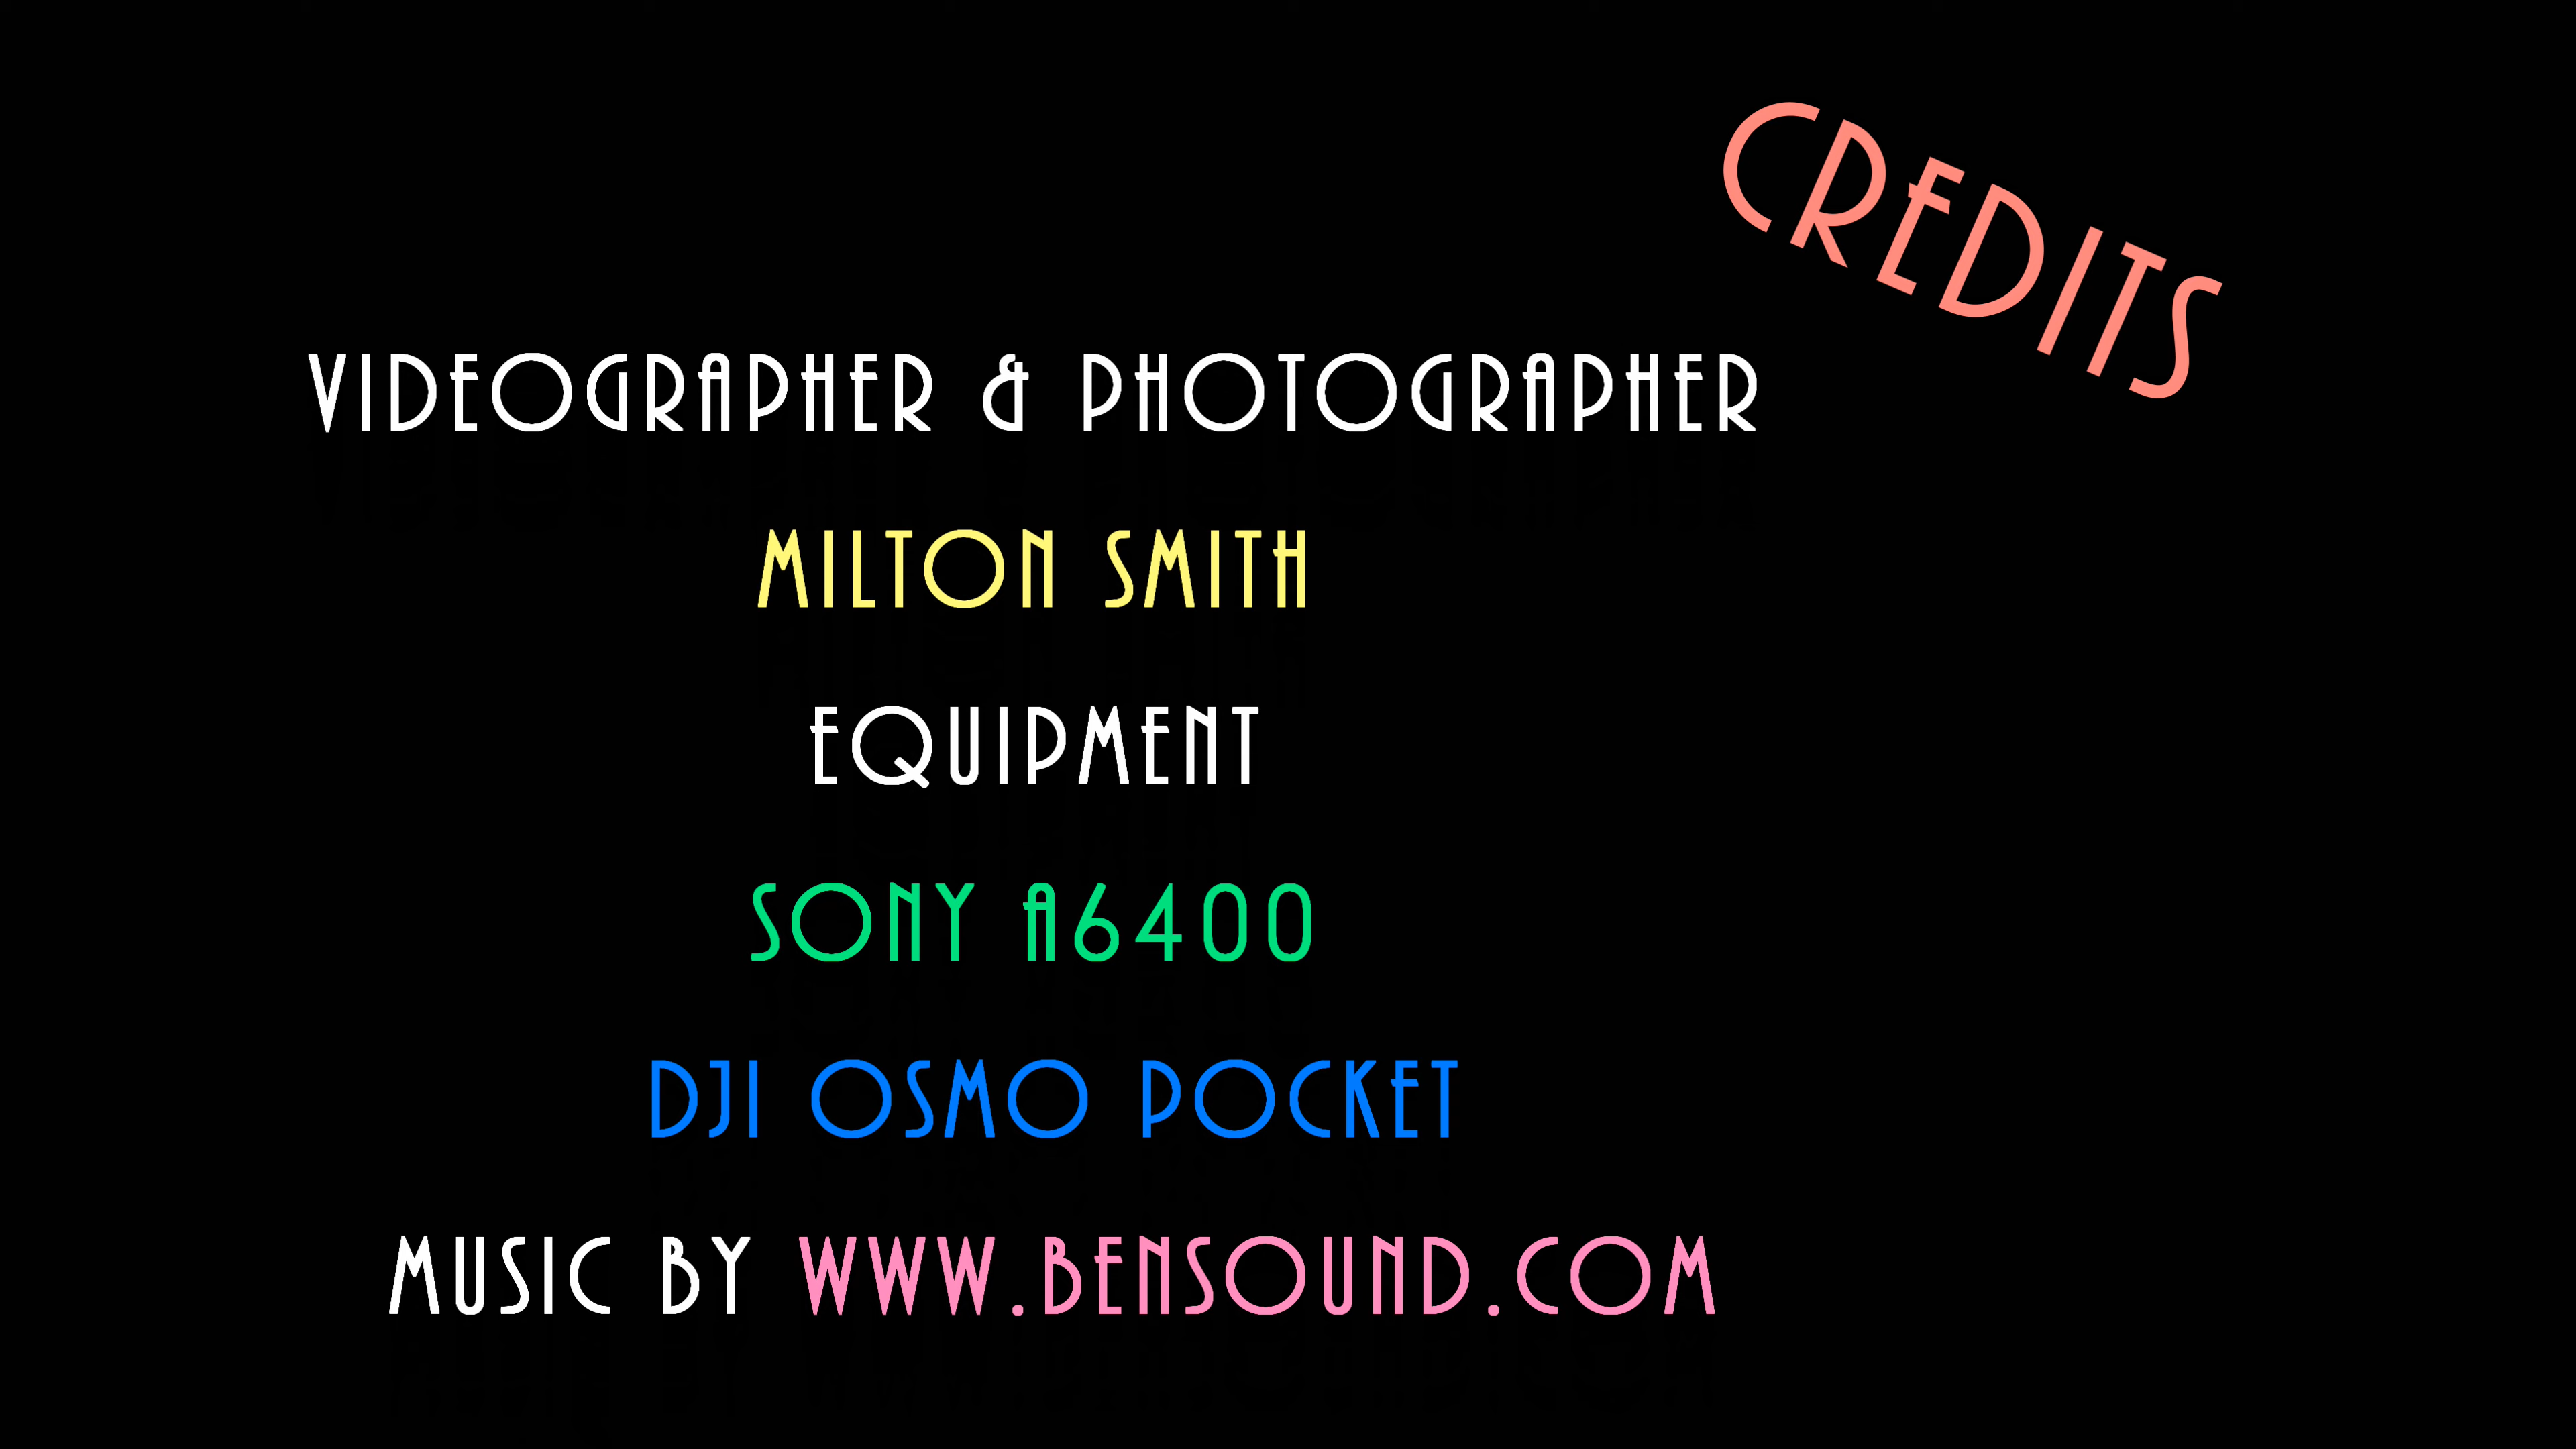 CREDITS
VIDEOGRAPHER & PHOTOGRAPHER
MILTON SMITH
EQUIPMENT
SONY A6400
DJI OSMO POCKET
MUSIC BY WWW.BENSOUND.COM